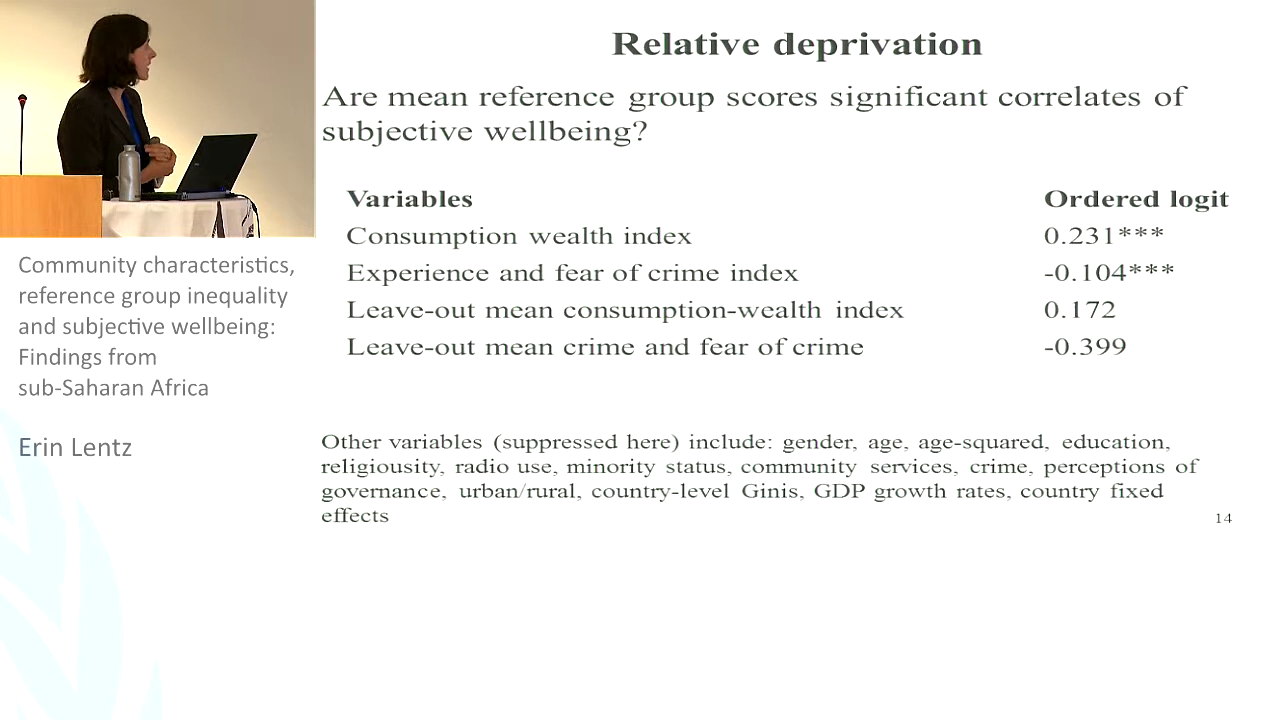 Relative deprivation
Are mean reference group scores significant correlates of
subjective wellbeing?
Variables Ordered logit
Consumption wealth index 0.231***
Experience and fear of crime index -0.104***
Leave-out mean consumption-wealth index 0.172
Leave-out mean crime and fear of crime -0.399
Other variables (suppressed here) include: gender, age, age-squared, education,
religiousity, radio use, minority status, community services, crime, perceptions of
governance, urban/rural, country-level Ginis, GDP growth rates, country fixed
effects
14
Community characteristics,
reference group inequality
and subjective wellbeing:
Findings from
sub-Saharan Africa
Erin Lentz